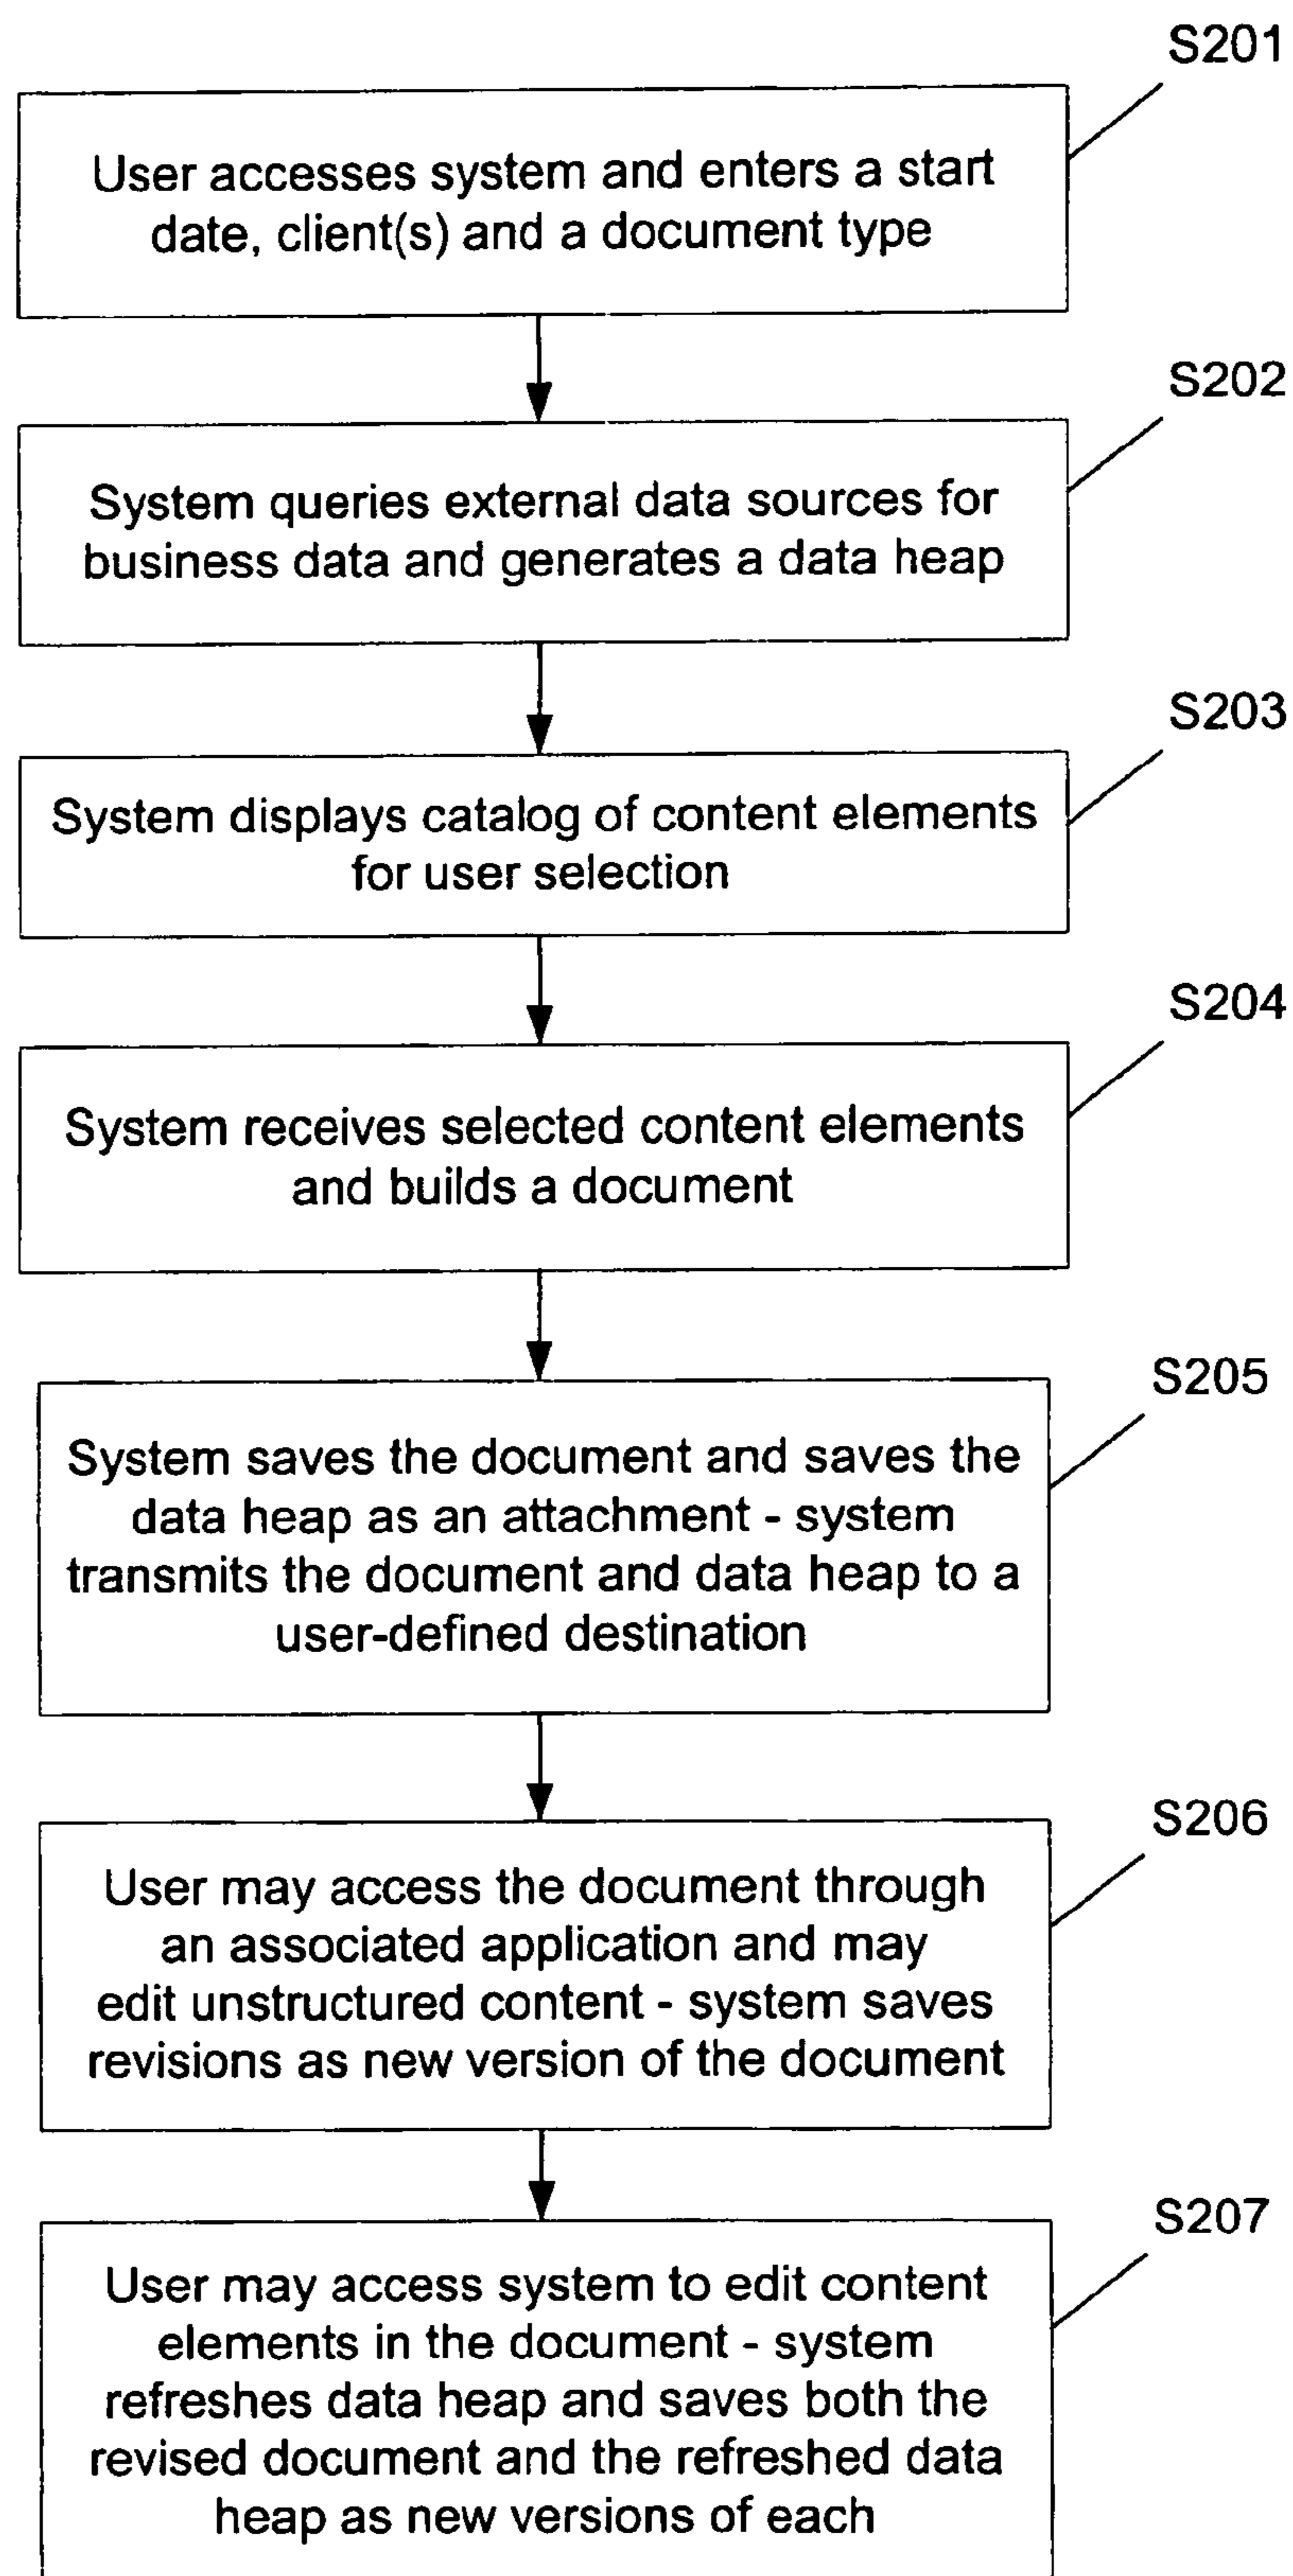 S201
User accesses system and enters a start
date, client(s) and a document type
S202
System queries external data sources for
business data and generates a data heap
S203
System displays catalog of content elements
for user selection
S204
System receives selected content elements
and builds a document
S205
System saves the document and saves the
data heap as an attachment - system
transmits the document and data heap to a
user-defined destination
S206
User may access the document through
an associated application and may
edit unstructured content - system saves
revisions as new version of the document
S207
User may access system to edit content
elements in the document - system
refreshes data heap and saves both the
revised document and the refreshed data
heap as new versions of each